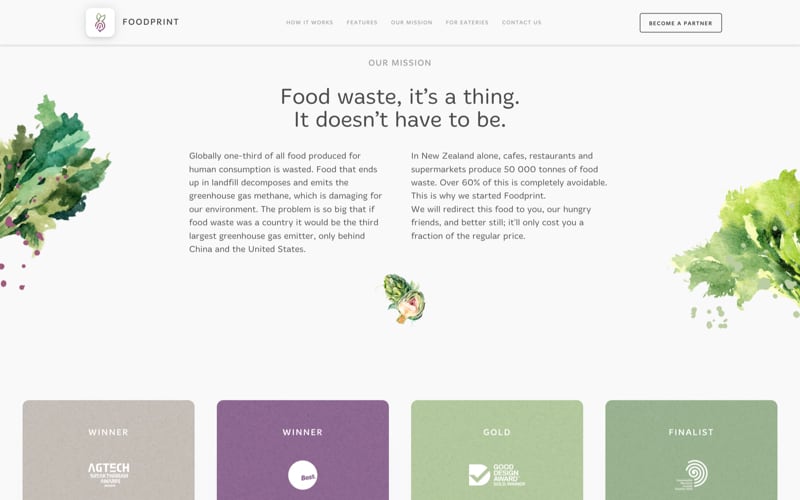 FOODPRINT
HOW IT WORKS
FEATURES
OUR MISSION
FOR EATERIES
CONTACT US
BECOME A PARTNER
OUR MISSION
Food waste, it's a thing.
It doesn't have to be.
Globally one-third of all food produced for
human consumption is wasted. Food that ends
up in landfill decomposes and emits the
greenhouse gas methane, which is damaging for
our environment. The problem is so big that if
food waste was a country it would be the third
largest greenhouse gas emitter, only behind
China and the United States.
In New Zealand alone, cafes, restaurants and
supermarkets produce 50 000 tonnes of food
waste. Over 60% of this is completely avoidable.
This is why we started Foodprint.
We will redirect this food to you, our hungry
friends, and better still; it'll only cost you a
fraction of the regular price.
WINNER
AGTECH
BREAKTHROUGH
AWARDS
WINNER
Best
GOLD
GOOD
DESIGN
AWARD
GOLD WINNER
FINALIST